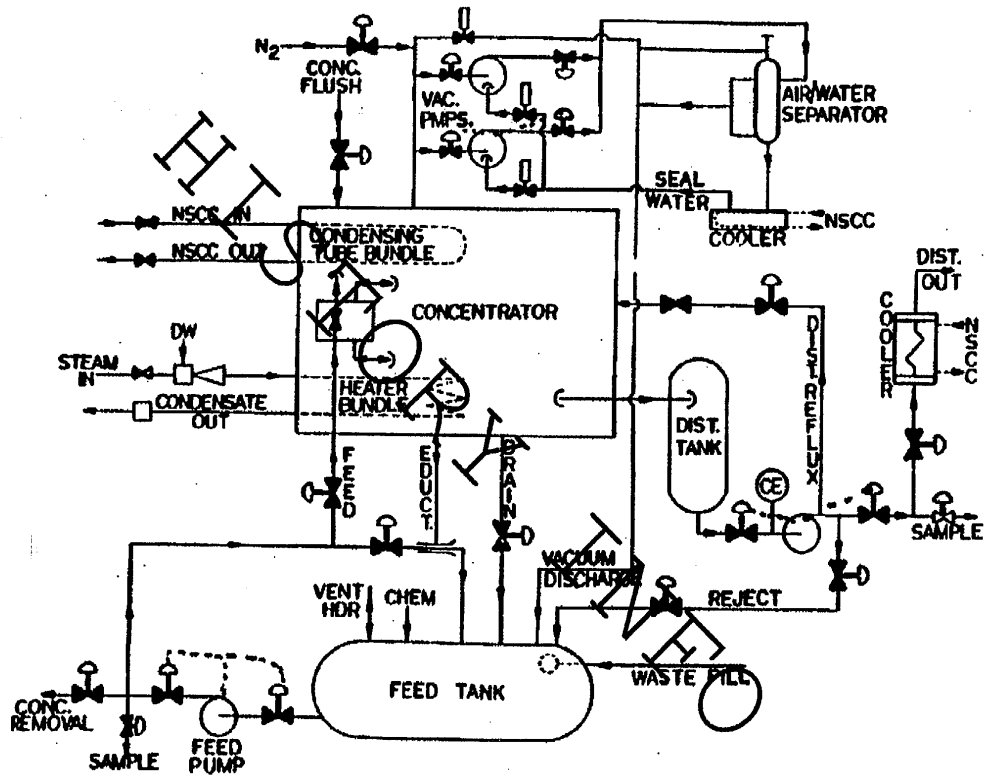 N2
CONC.
FLUSH
VAC.
PMPS.
AIR/WATER
SEPARATOR
SEAL
WATER
NSCC
COOLER
NSCC IN
NSCC OUT
CONDENSING
TUBE BUNDLE
CONCENTRATOR
DIST.
OUT
COOLER
NSCC
DIST REFLUX
DW
STEAM
IN
HEATER
BUNDLE
CONDENSATE
OUT
DIST.
TANK
CE
SAMPLE
FEED
EDUCT.
DRAIN
VACUUM
DISCHARGE
REJECT
VENT
HDR
CHEM
FEED TANK
WASTE
CONC.
REMOVAL
FEED
PUMP
SAMPLE